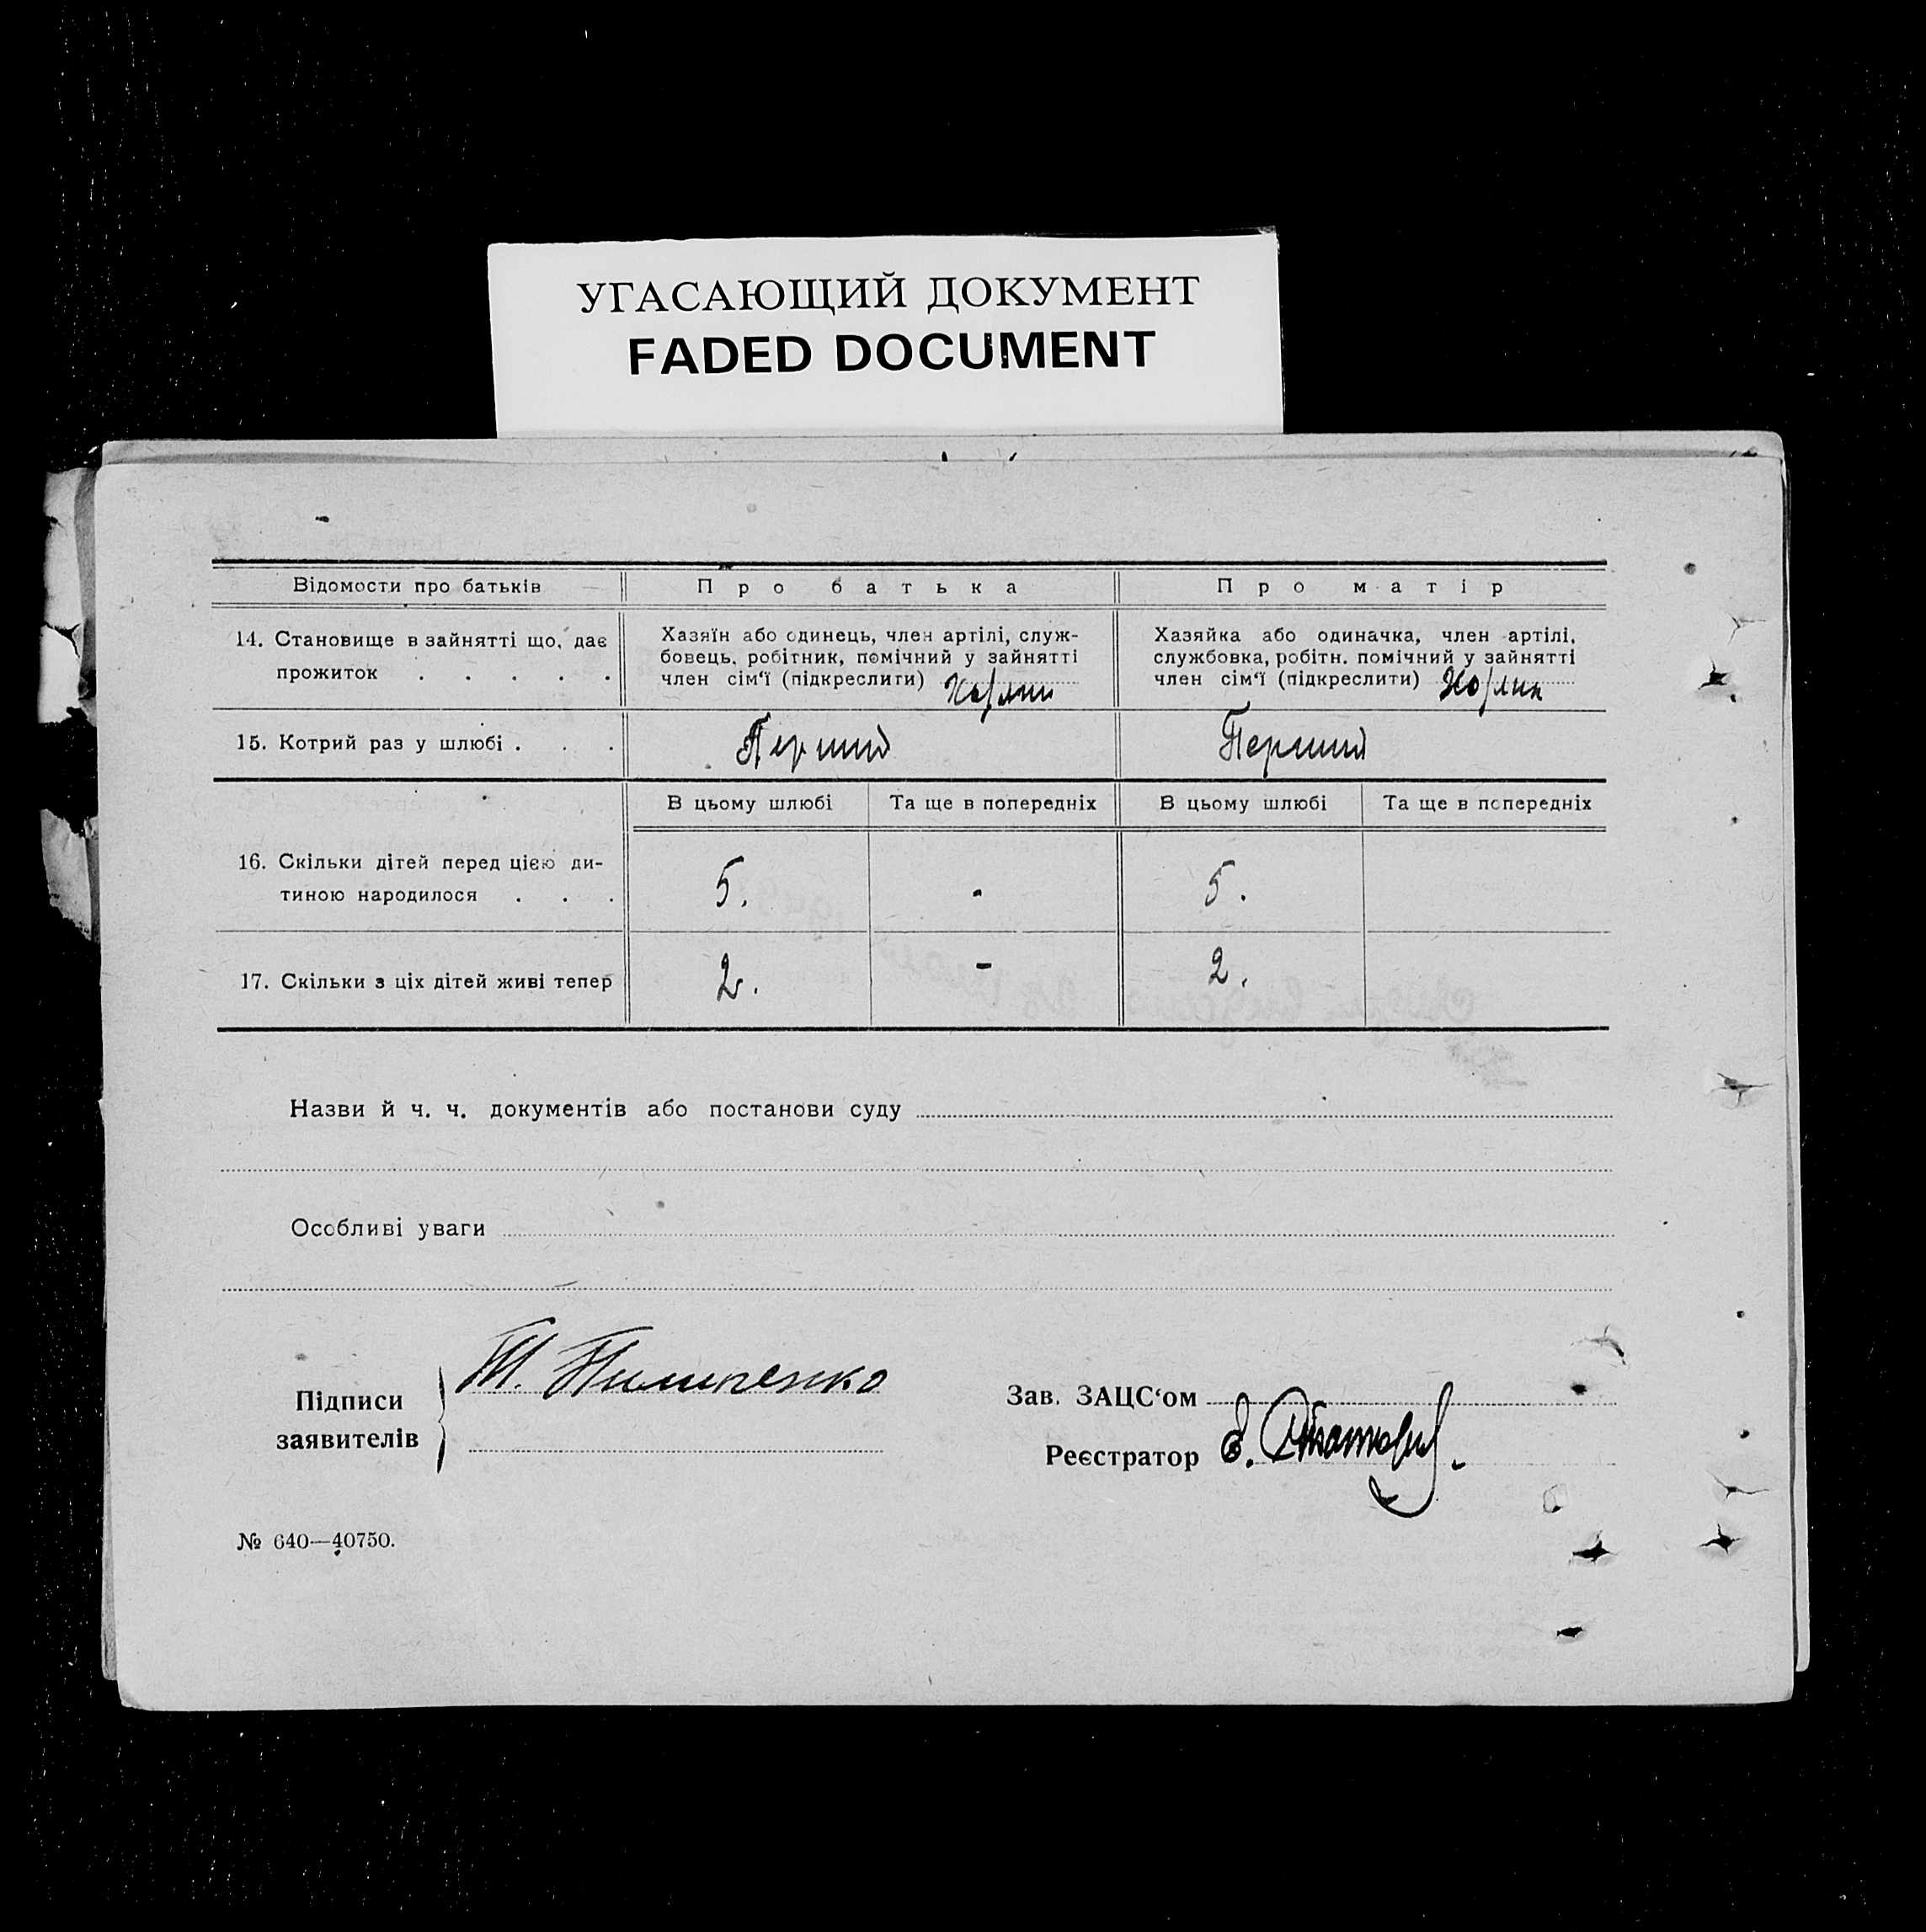 УГАСАЮЩИЙ ДОКУМЕНТ
FADED DOCUMENT
Відомости про батьків Про батька Про матір
14. Становище в зайнятті що, дає прожиток . . . . .
Хазяїн або одинець, член артілі, служ-
бовець, робітник, помічний у зайнятті
член сім‘ї (підкреслити)
Хазяйка або одиначка, член артілі,
службовка, робітн. помічний у зайнятті
член сім‘ї (підкреслити)
15. Котрий раз у шлюбі . . . Перший Перший
В цьому шлюбі Та ще в попередніх В цьому шлюбі Та ще в попередніх
16. Скільки дітей перед цією ди-
тиною народилося . . . 5. - 5.
17. Скільки з ціх дітей живі тепер 2. - 2.
Назви й ч. ч. документів або постанови суду
Особливі уваги
Підписи
заявителів
Зав. ЗАЦС‘ом
Реєстратор
№ 640—40750.